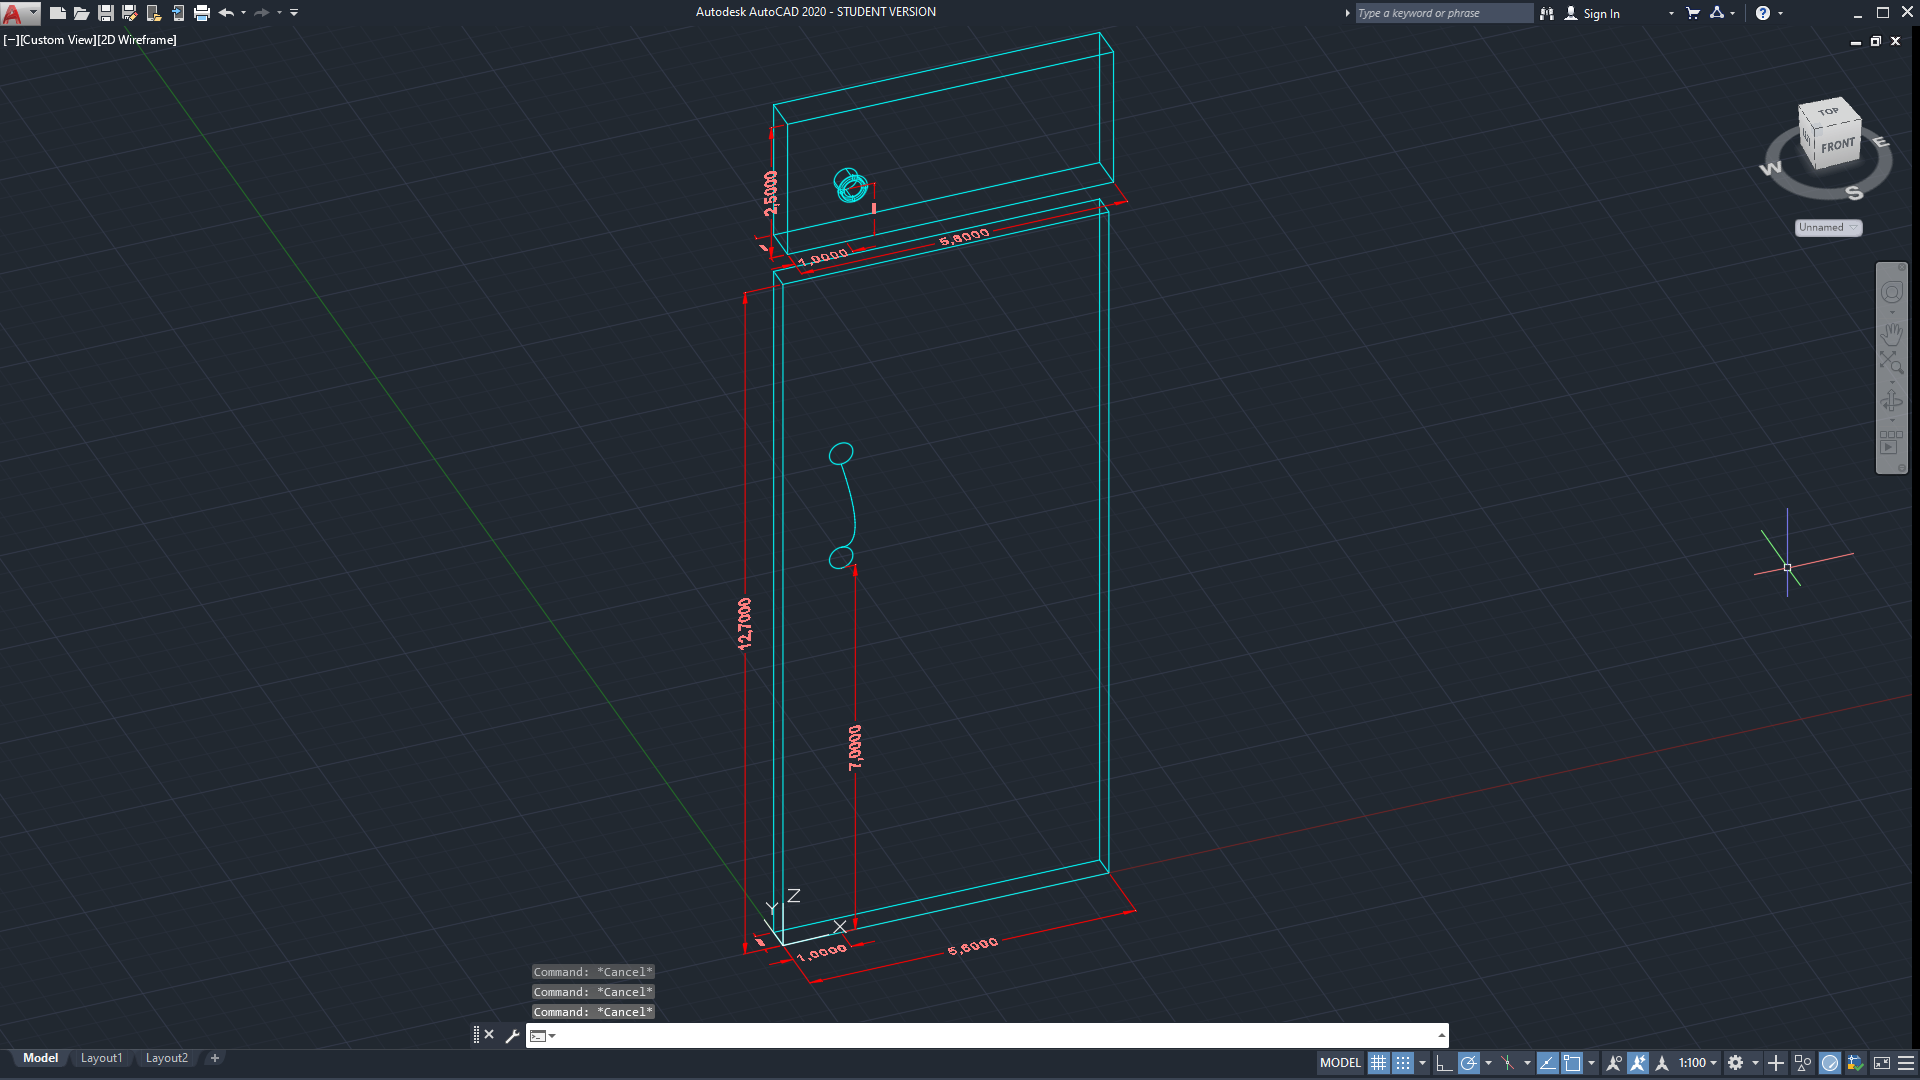 Autodesk AutoCAD 2020 - STUDENT VERSION
Type a keyword or phrase
Sign In
[−][Custom View][2D Wireframe]
TOP
FRONT
W
E
S
Unnamed
2,5000
1,0000
5,8000
12,7000
7,0000
Z
Y
X
1,0000
5,6000
Command: *Cancel*
Command: *Cancel*
Command: *Cancel*
Model
Layout1
Layout2
MODEL
1:100